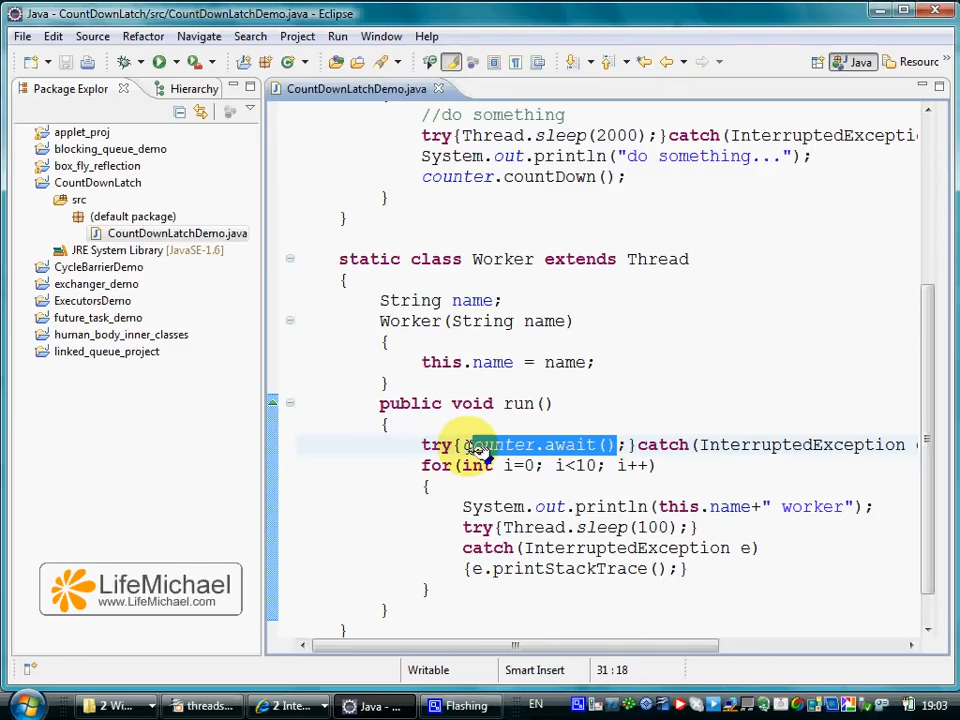 Java - CountDownLatch/src/CountDownLatchDemo.java - Eclipse
File Edit Source Refactor Navigate Search Project Run Window Help
Java Resourc
Package Explor Hierarchy
CountDownLatchDemo.java
applet_proj
blocking_queue_demo
box_fly_reflection
CountDownLatch
src
(default package)
CountDownLatchDemo.java
JRE System Library [JavaSE-1.6]
CycleBarrierDemo
exchanger_demo
ExecutorsDemo
future_task_demo
human_body_inner_classes
linked_queue_project
//do something
try{Thread.sleep(2000);}catch(InterruptedExceptio
System.out.println("do something...");
counter.countDown();
}
}
static class Worker extends Thread
{
String name;
Worker(String name)
{
this.name = name;
}
public void run()
{
try{counter.await();}catch(InterruptedException
for(int i=0; i<10; i++)
{
System.out.println(this.name+" worker");
try{Thread.sleep(100);}
catch(InterruptedException e)
{e.printStackTrace();}
}
}
}
LifeMichael
www.LifeMichael.com
Writable Smart Insert 31 : 18
2 Wi... threads... 2 Inte... Java - ... Flashing EN 19:03